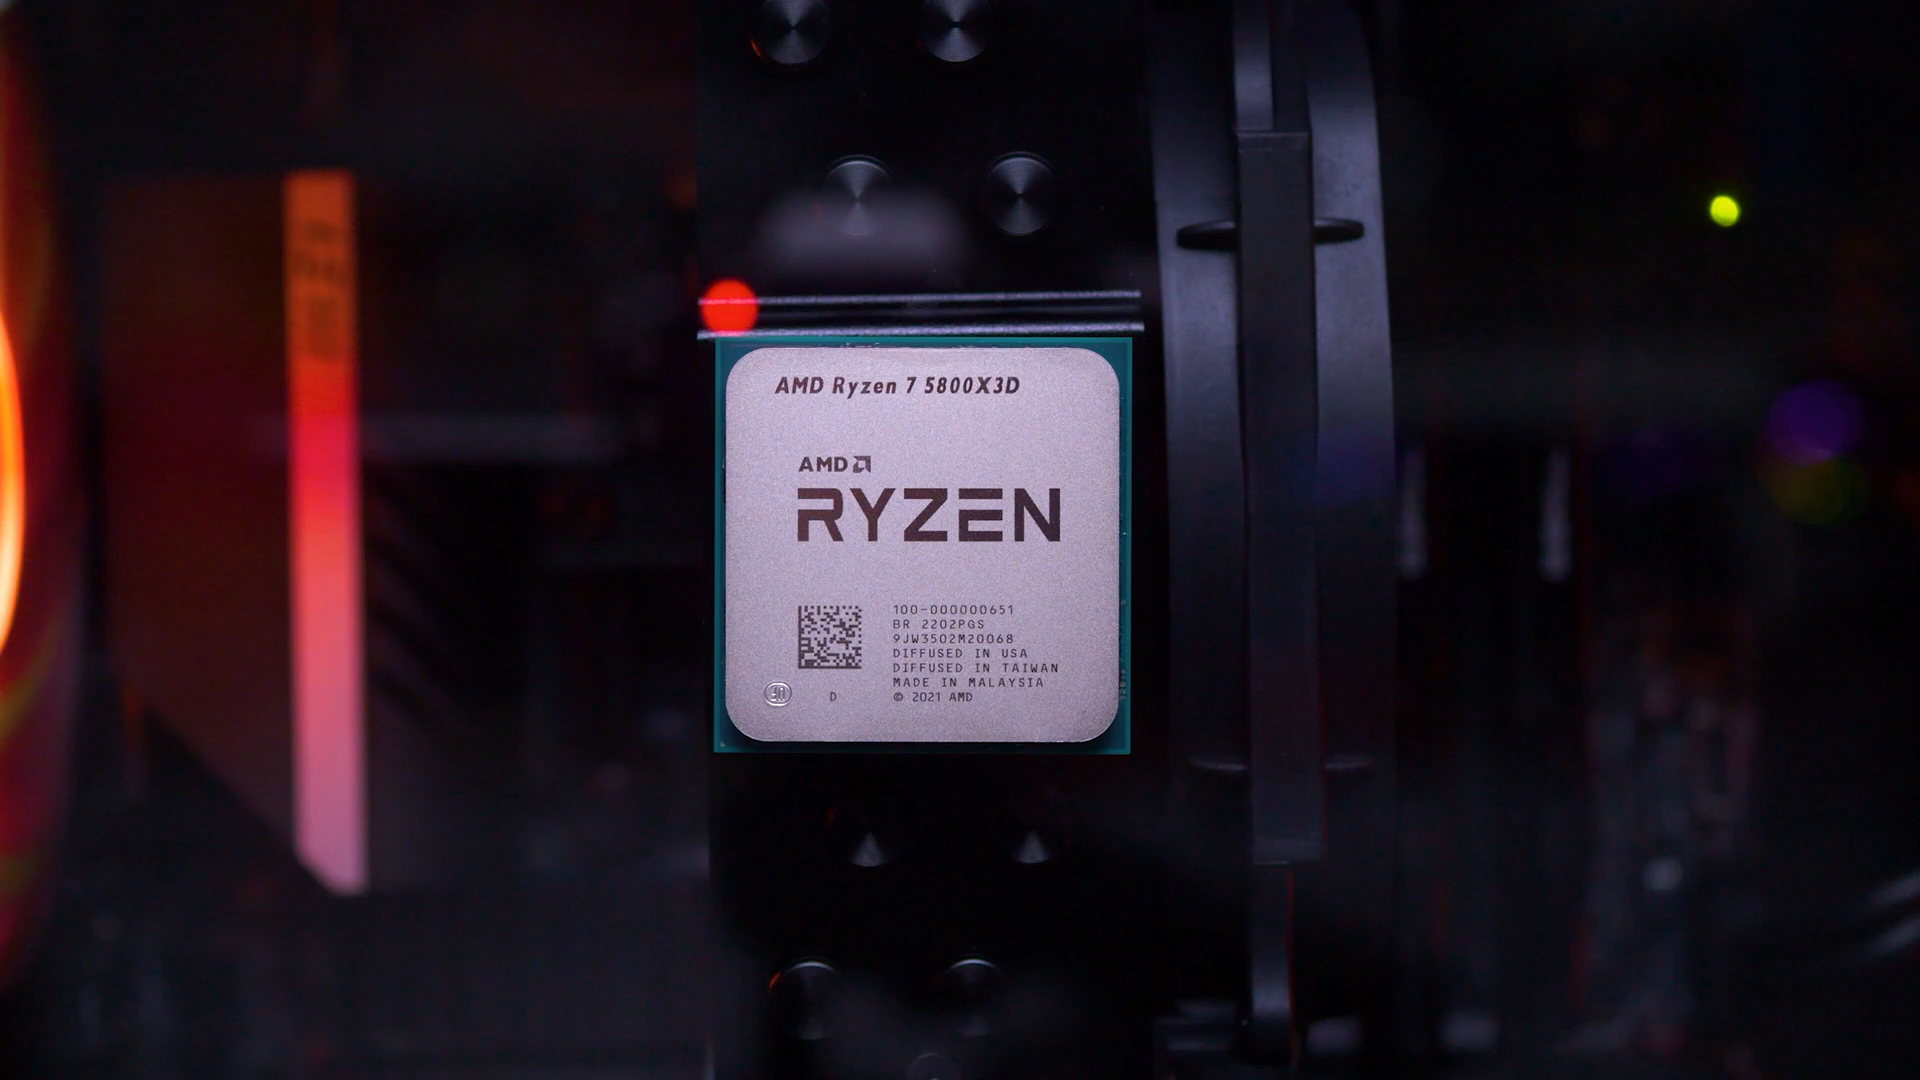 AMD Ryzen 7 5800X3D
AMD
RYZEN
100-000000651
BR 2202PGS
9JW3502M20068
DIFFUSED IN USA
DIFFUSED IN TAIWAN
MADE IN MALAYSIA
D
© 2021 AMD